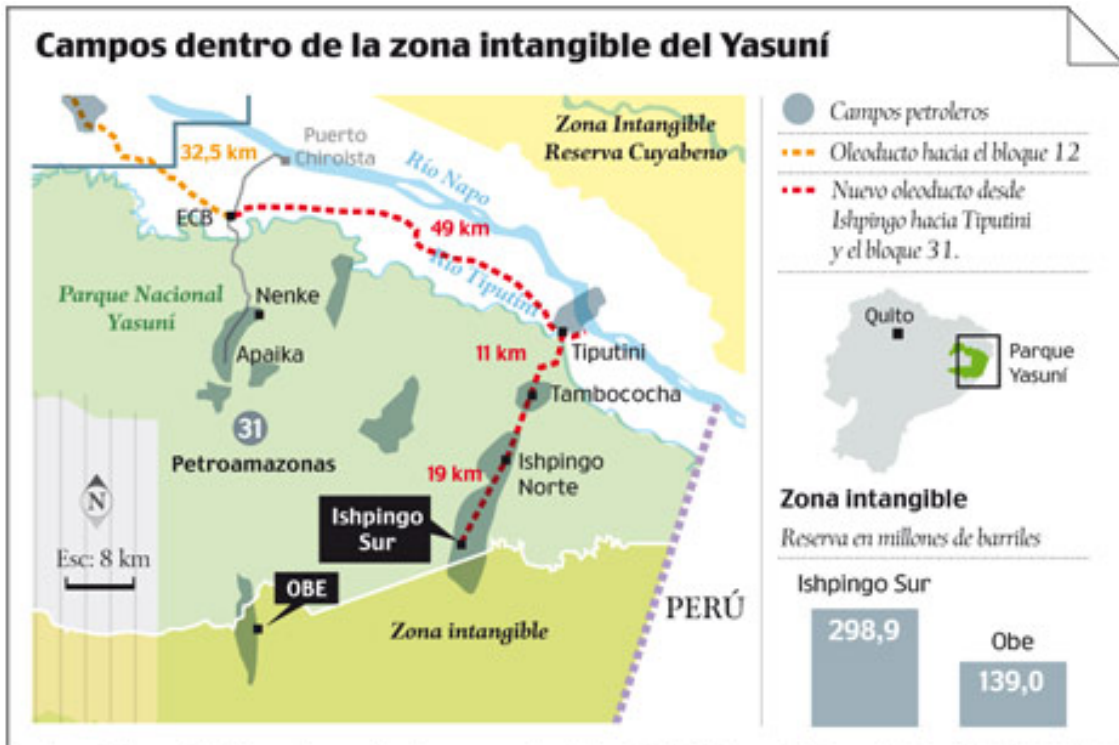 Campos dentro de la zona intangible del Yasuní
32,5 km
Puerto
Chiroista
Río Napo
Zona Intangible
Reserva Cuyabeno
ECB
49 km
Río Tiputini
Parque Nacional
Yasuní
Nenke
Apaika
11 km
Tiputini
Tambococha
31
Petroamazonas
19 km
Ishpingo
Norte
Ishpingo
Sur
N
Esc: 8 km
OBE
Zona intangible
PERÚ
Campos petroleros
Oleoducto hacia el bloque 12
Nuevo oleoducto desde
Ishpingo hacia Tiputini
y el bloque 31.
Quito
Parque
Yasuní
Zona intangible
Reserva en millones de barriles
Ishpingo Sur
298,9
Obe
139,0